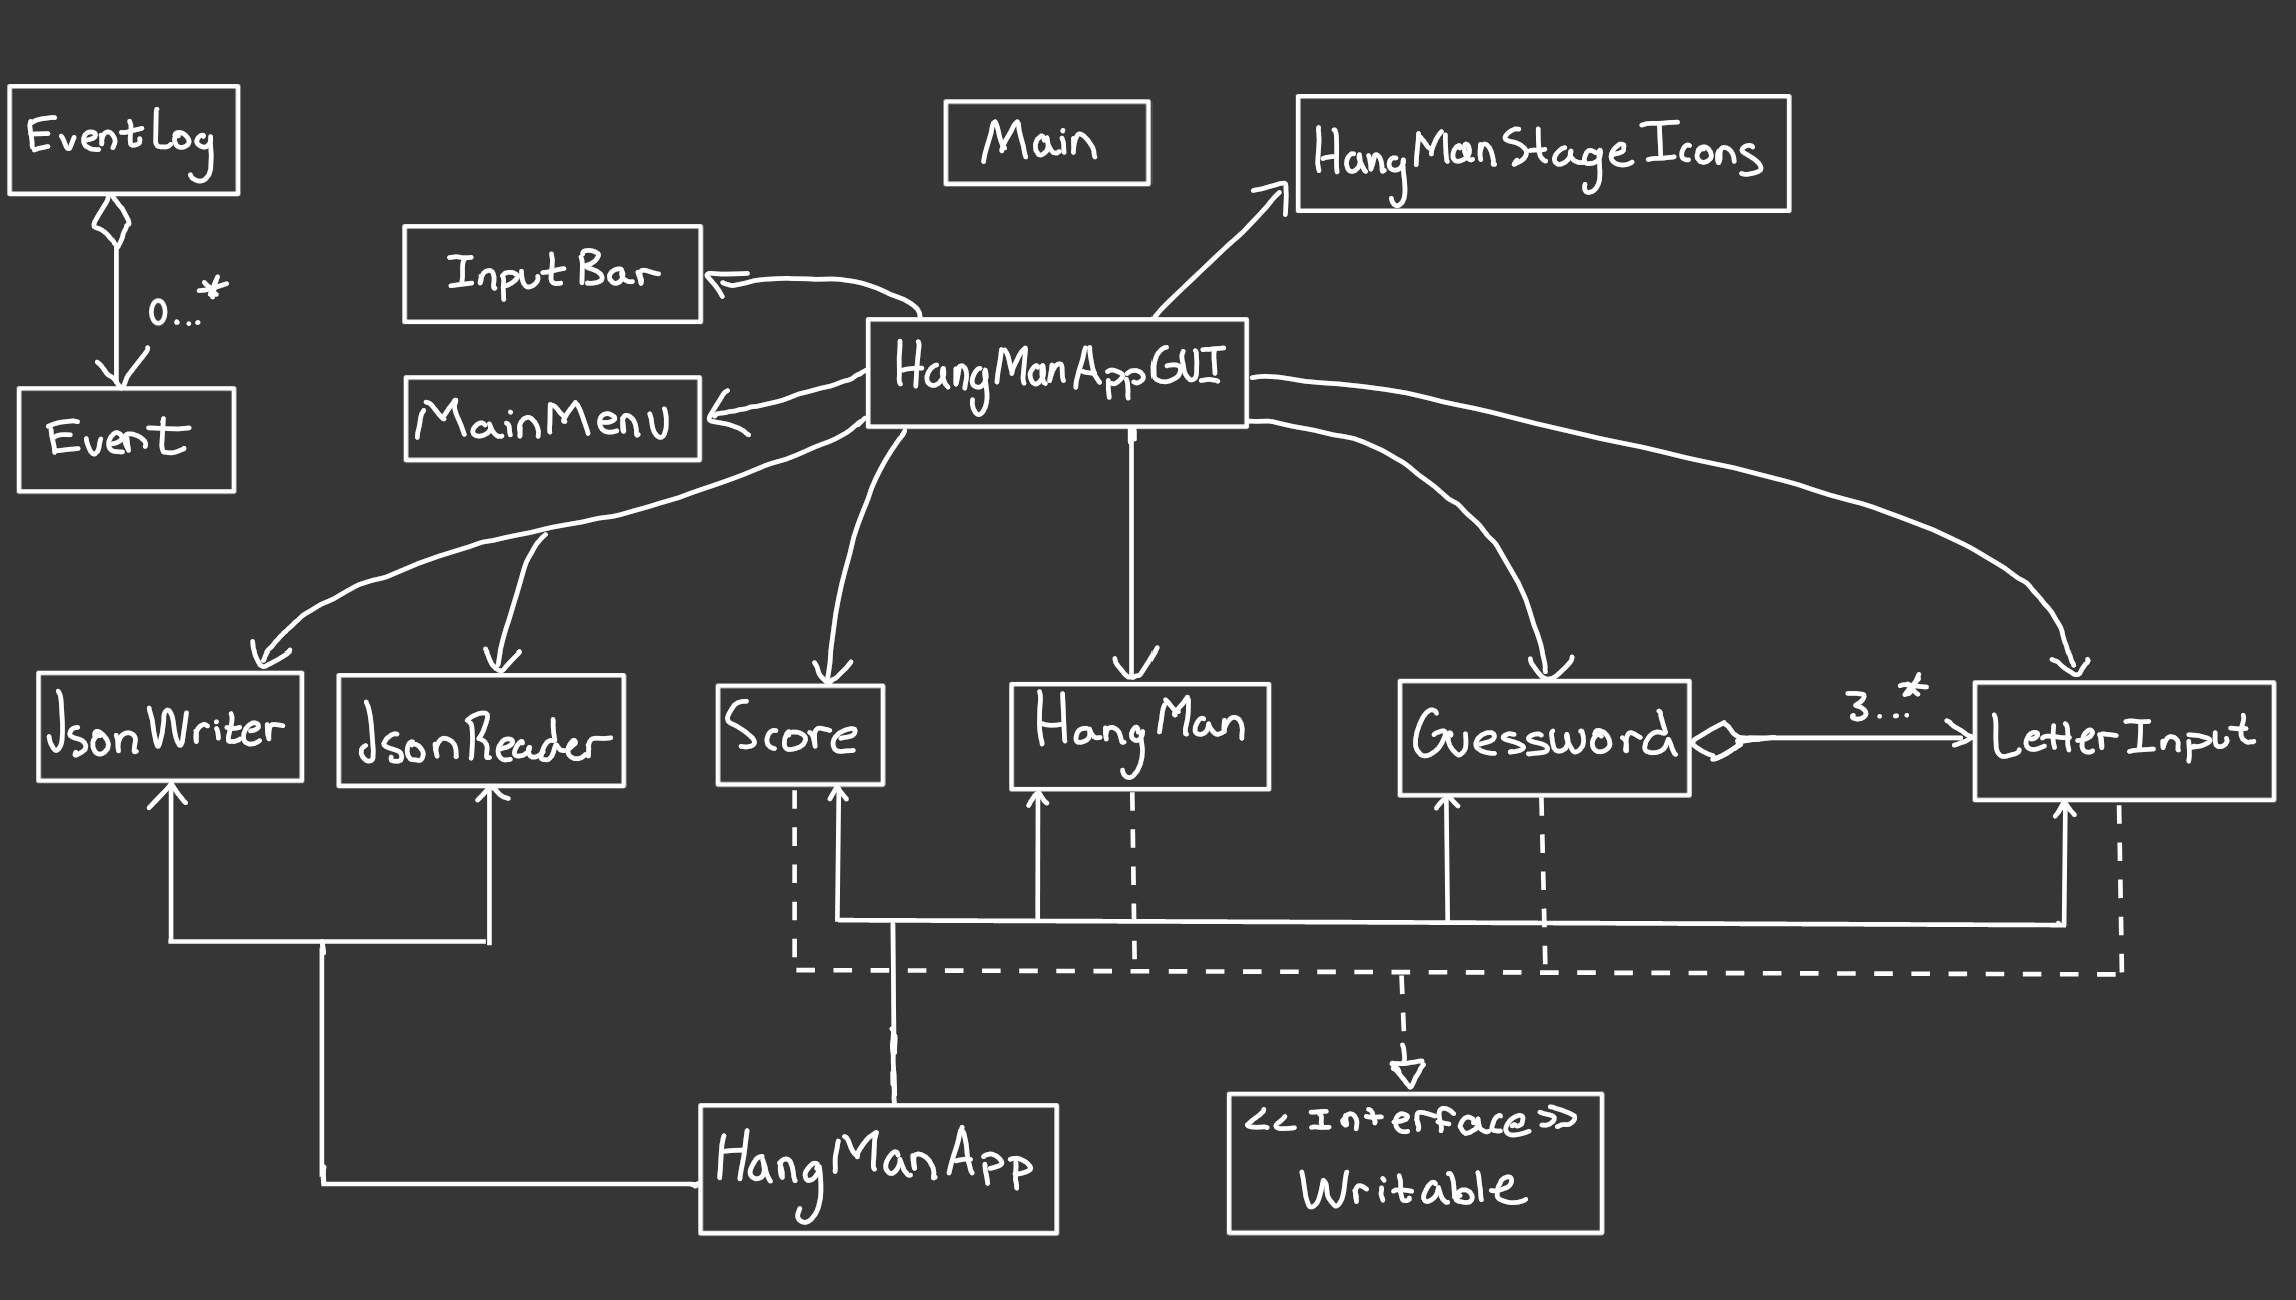 EventLog
Main
HangManStageIcons
InputBar
0...*
HangManAppGUI
MainMenu
Event
JsonWriter
JsonReader
Score
HangMan
Guessword
3...*
LetterInput
HangManApp
<<Interface>>
Writable